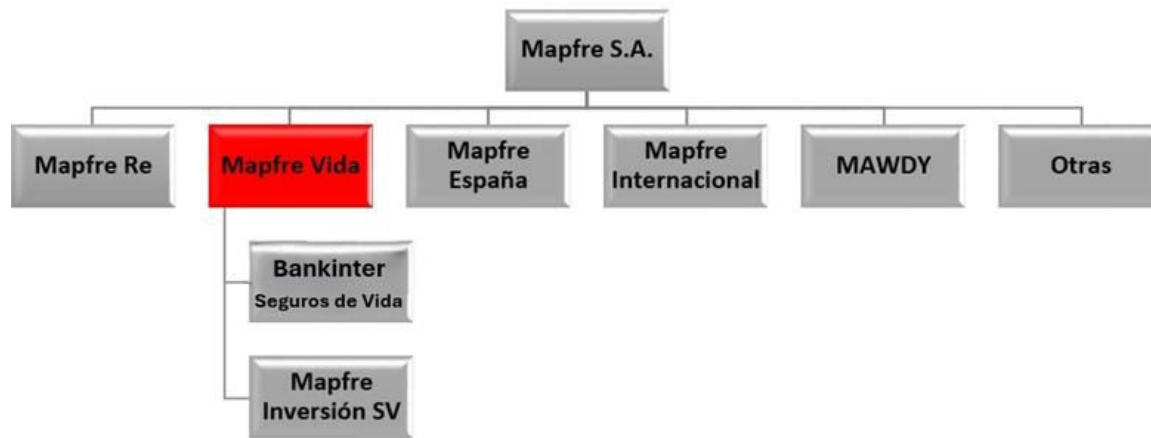 Mapfre S.A.
Mapfre Re
Mapfre Vida
Mapfre
España
Mapfre
Internacional
MAWDY
Otras
Bankinter
Seguros de Vida
Mapfre
Inversión SV